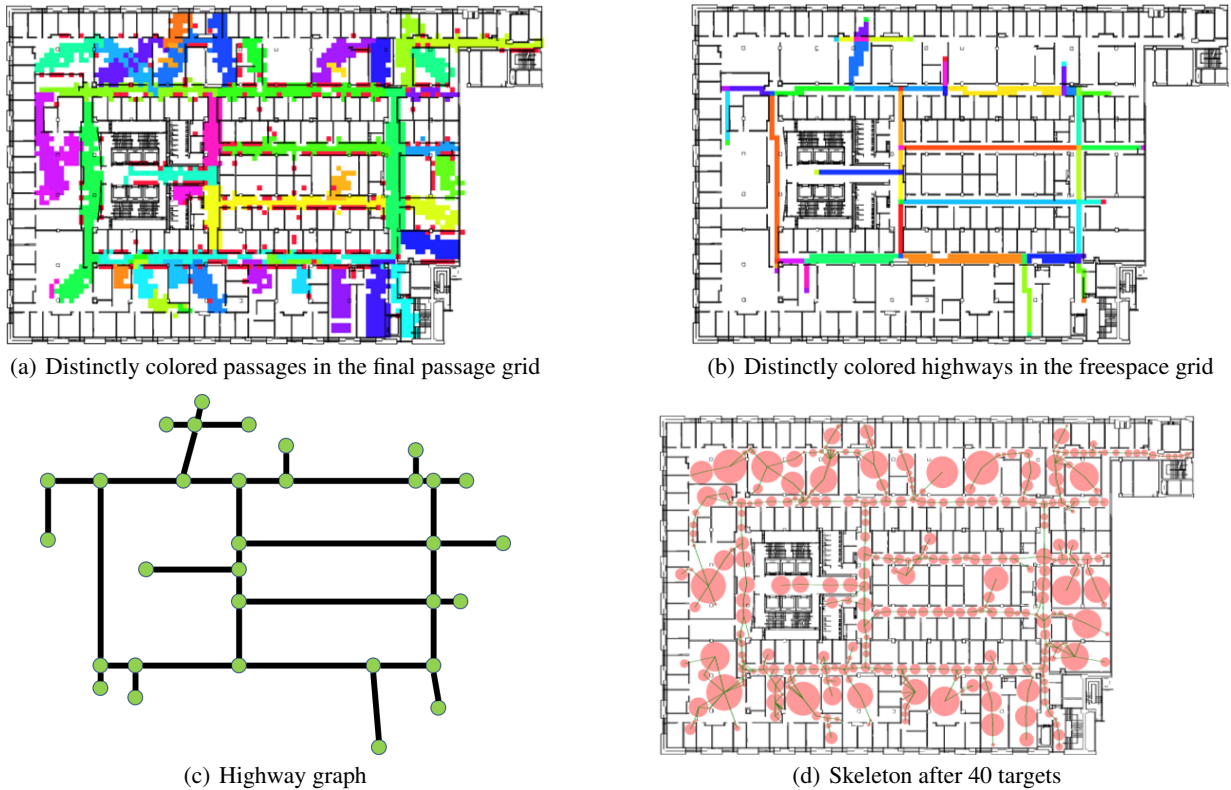 (a) Distinctly colored passages in the final passage grid
(b) Distinctly colored highways in the freespace grid
(c) Highway graph
(d) Skeleton after 40 targets